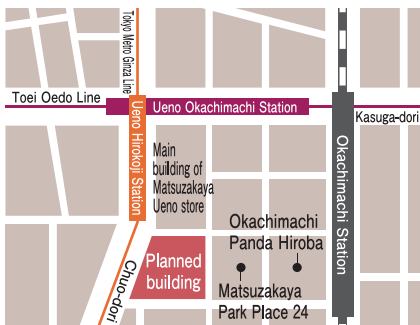 Tokyo Metro Ginza Line
Toei Oedo Line
Ueno Okachimachi Station
Kasuga-dori
Ueno Hirokoji Station
Main
building of
Matsuzakaya
Ueno store
Okachimachi Station
Okachimachi
Panda Hiroba
Chuo-dori
Planned
building
Matsuzakaya
Park Place 24